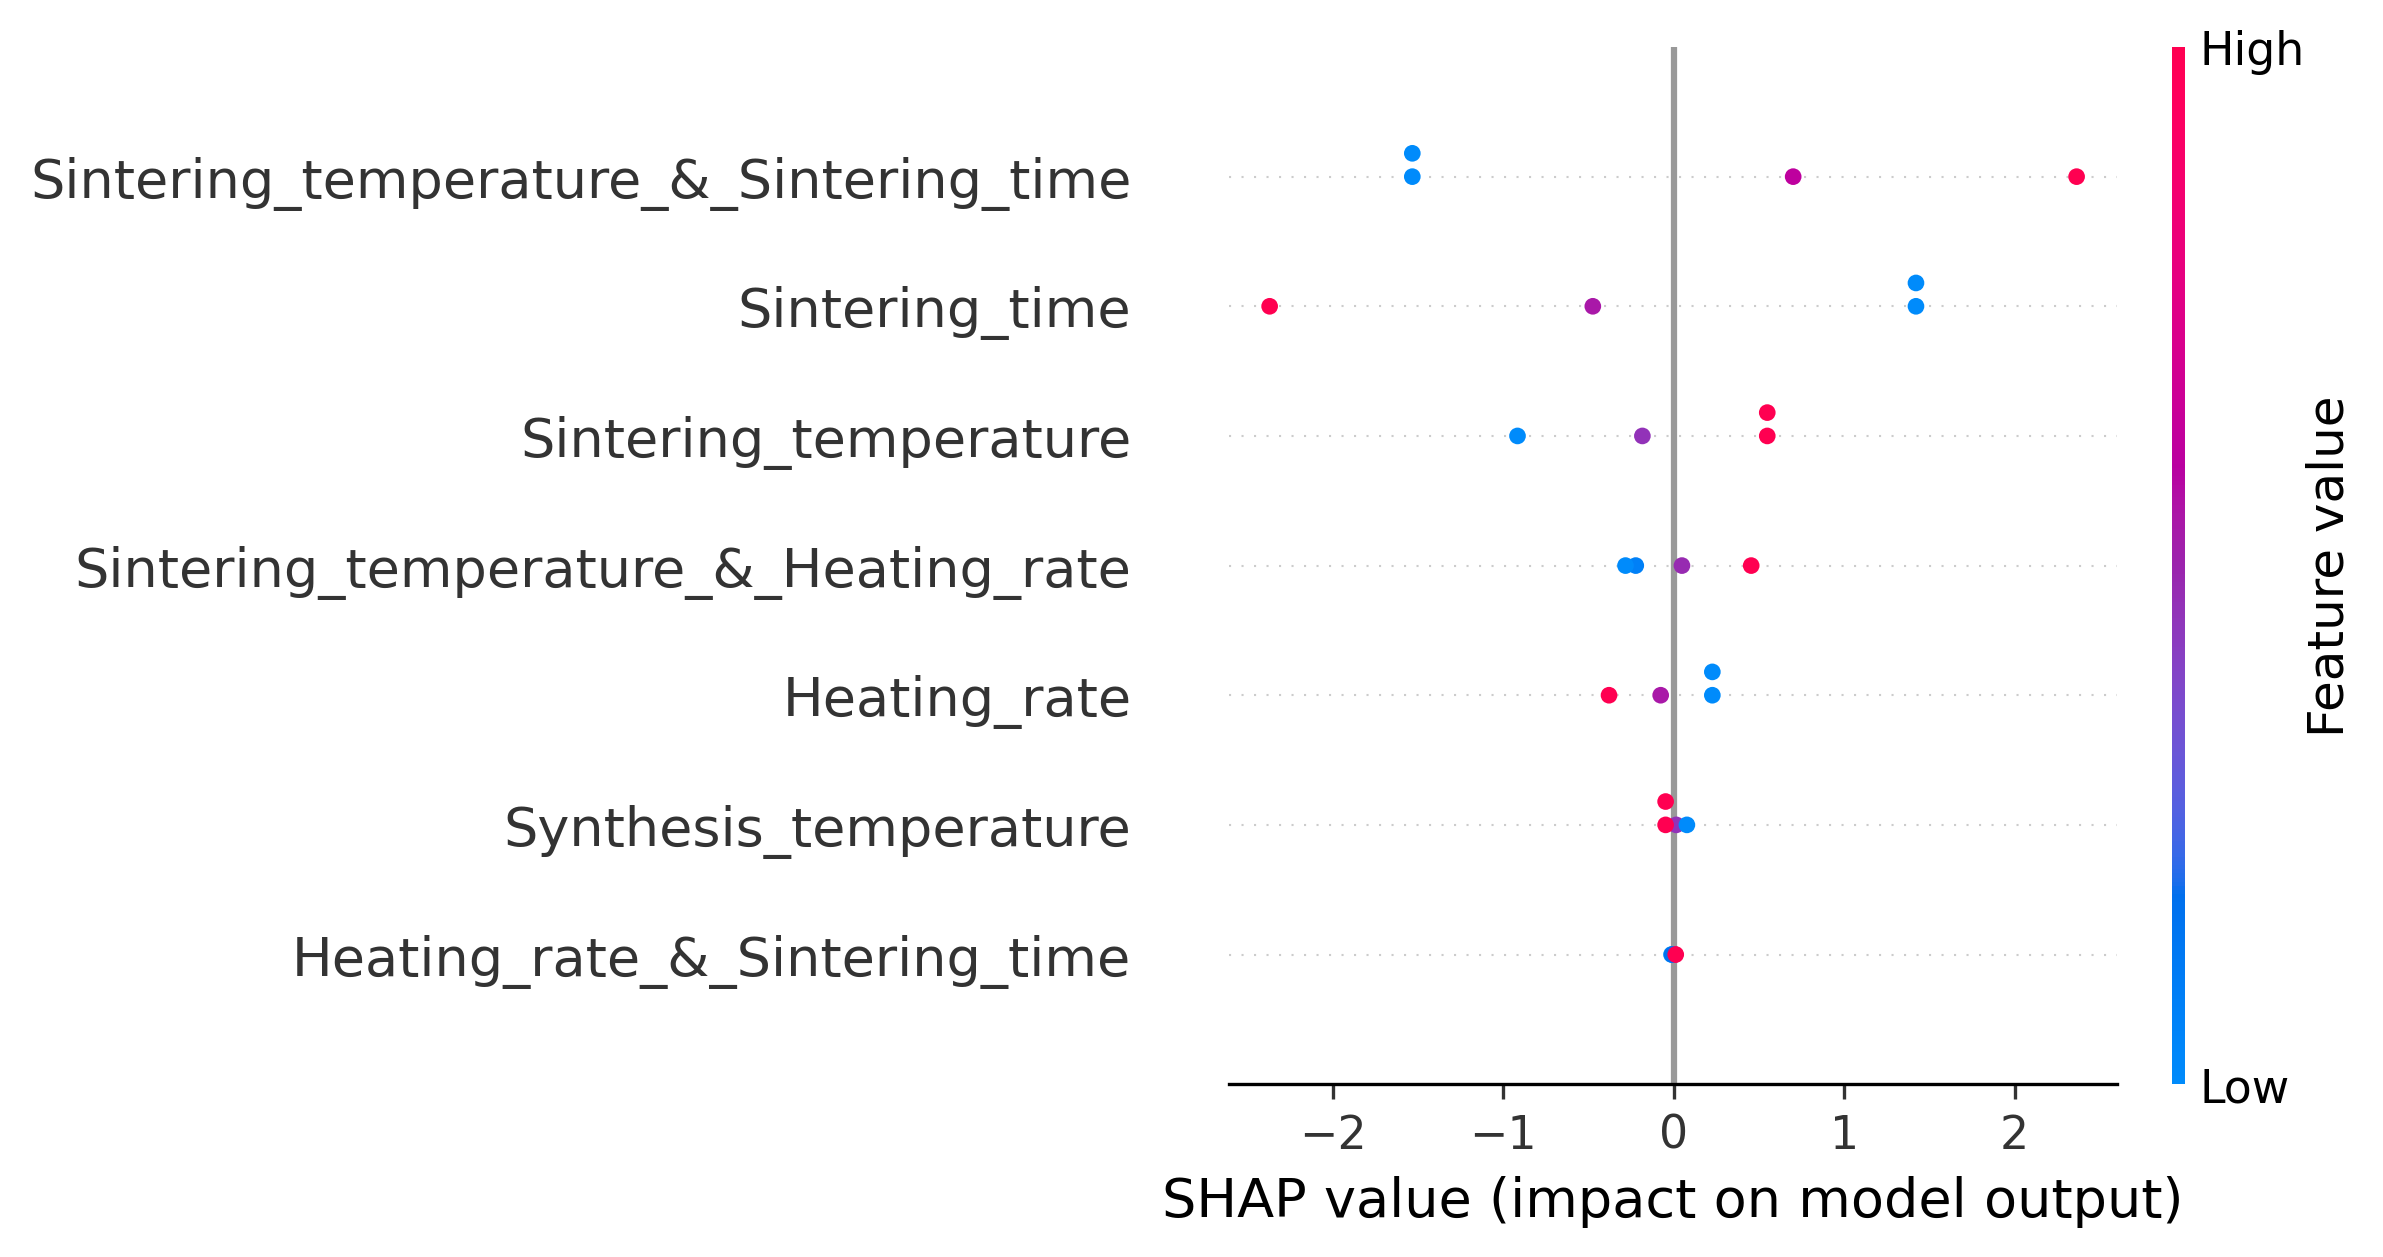 High
Sintering_temperature_&_Sintering_time
Sintering_time
Sintering_temperature
Sintering_temperature_&_Heating_rate
Heating_rate
Synthesis_temperature
Heating_rate_&_Sintering_time
Feature value
Low
−2 −1 0 1 2
SHAP value (impact on model output)